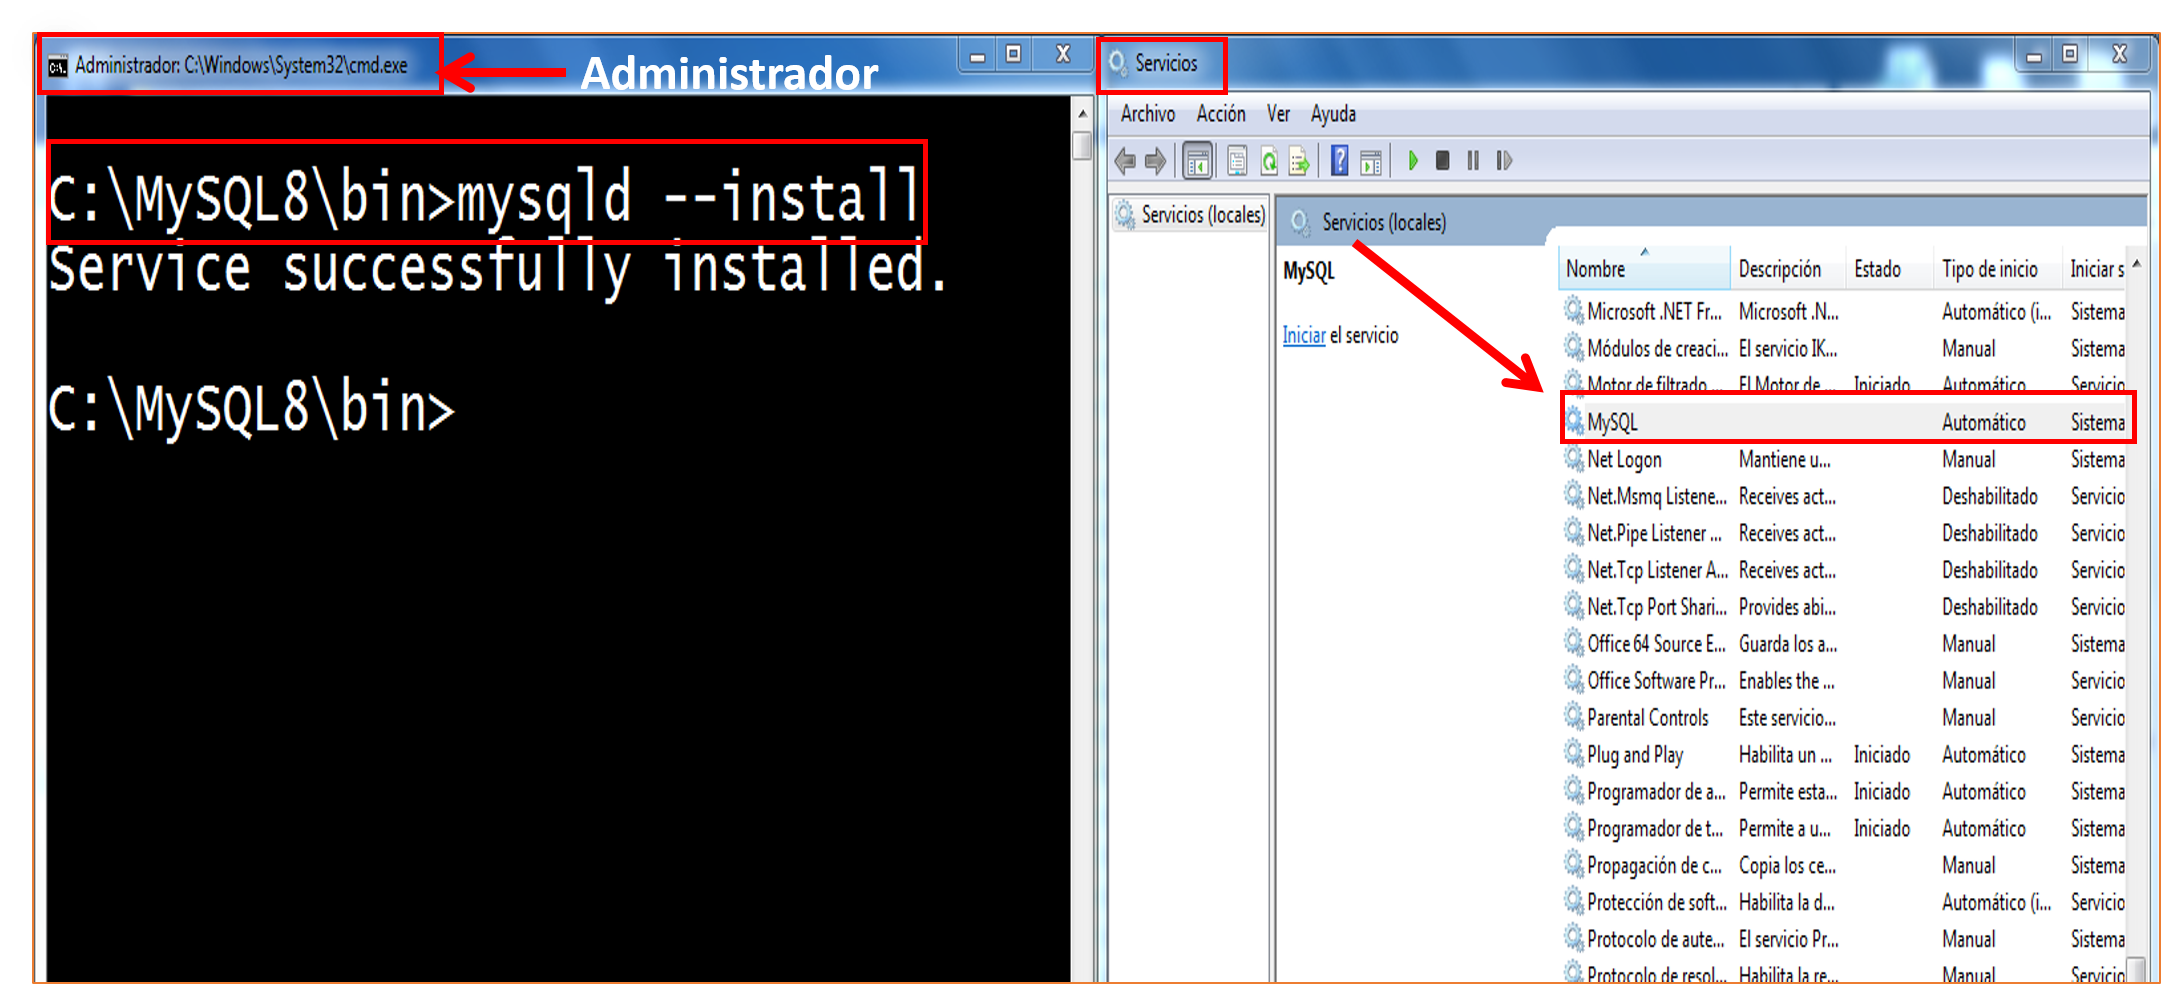 Administrador: C:\Windows\System32\cmd.exe
Administrador
C:\MySQL8\bin>mysqld --install
Service successfully installed.
C:\MySQL8\bin>
Servicios
Archivo Acción Ver Ayuda
Servicios (locales)
Servicios (locales)
MySQL
Iniciar el servicio
Nombre Descripción Estado Tipo de inicio Iniciar s
Microsoft .NET Fr... Microsoft .N... Automático (i... Sistema
Módulos de creaci... El servicio IK... Manual Sistema
Motor de filtrado ... El Motor de ... Iniciado Automático Servicio
MySQL Automático Sistema
Net Logon Mantiene u... Manual Sistema
Net.Msmq Listene... Receives act... Deshabilitado Servicio
Net.Pipe Listener ... Receives act... Deshabilitado Servicio
Net.Tcp Listener A... Receives act... Deshabilitado Servicio
Net.Tcp Port Shari... Provides abi... Deshabilitado Servicio
Office 64 Source E... Guarda los a... Manual Sistema
Office Software Pr... Enables the ... Manual Servicio
Parental Controls Este servicio... Manual Servicio
Plug and Play Habilita un ... Iniciado Automático Sistema
Programador de a... Permite esta... Iniciado Automático Sistema
Programador de t... Permite a u... Iniciado Automático Sistema
Propagación de c... Copia los ce... Manual Sistema
Protección de soft... Habilita la d... Automático (i... Servicio
Protocolo de aute... El servicio Pr... Manual Sistema
Protocolo de resol... Habilita la re... Manual Servicio